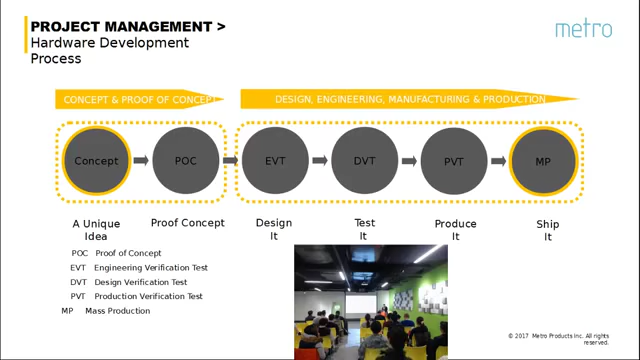 PROJECT MANAGEMENT >
Hardware Development
Process
metro
CONCEPT & PROOF OF CONCEPT
DESIGN, ENGINEERING, MANUFACTURING & PRODUCTION
Concept
POC
EVT
DVT
PVT
MP
A Unique
Idea
Proof Concept
Design
It
Test
It
Produce
It
Ship
It
POC Proof of Concept
EVT Engineering Verification Test
DVT Design Verification Test
PVT Production Verification Test
MP Mass Production
© 2017 Metro Products Inc. All rights
reserved.